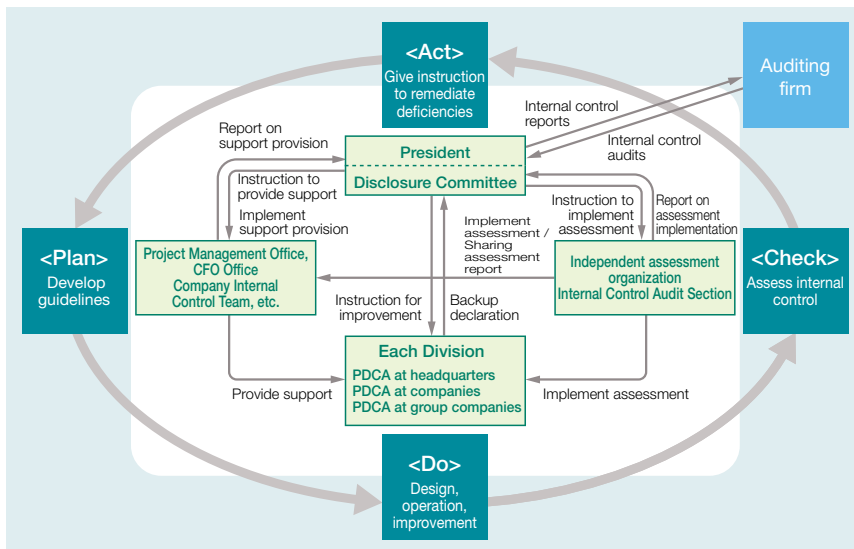 <Act>
Give instruction
to remediate
deficiencies
Auditing
firm
Internal control
reports
Internal control
audits
Report on
support provision
President
Disclosure Committee
Instruction to
provide support
Implement
support provision
Implement
assessment /
Sharing
assessment
report
Instruction to
implement
assessment
Report on
assessment
implementation
<Plan>
Develop
guidelines
Project Management Office,
CFO Office
Company Internal
Control Team, etc.
Independent assessment
organization
Internal Control Audit Section
<Check>
Assess internal
control
Instruction for
improvement
Backup
declaration
Each Division
PDCA at headquarters
PDCA at companies
PDCA at group companies
Provide support
Implement assessment
<Do>
Design,
operation,
improvement